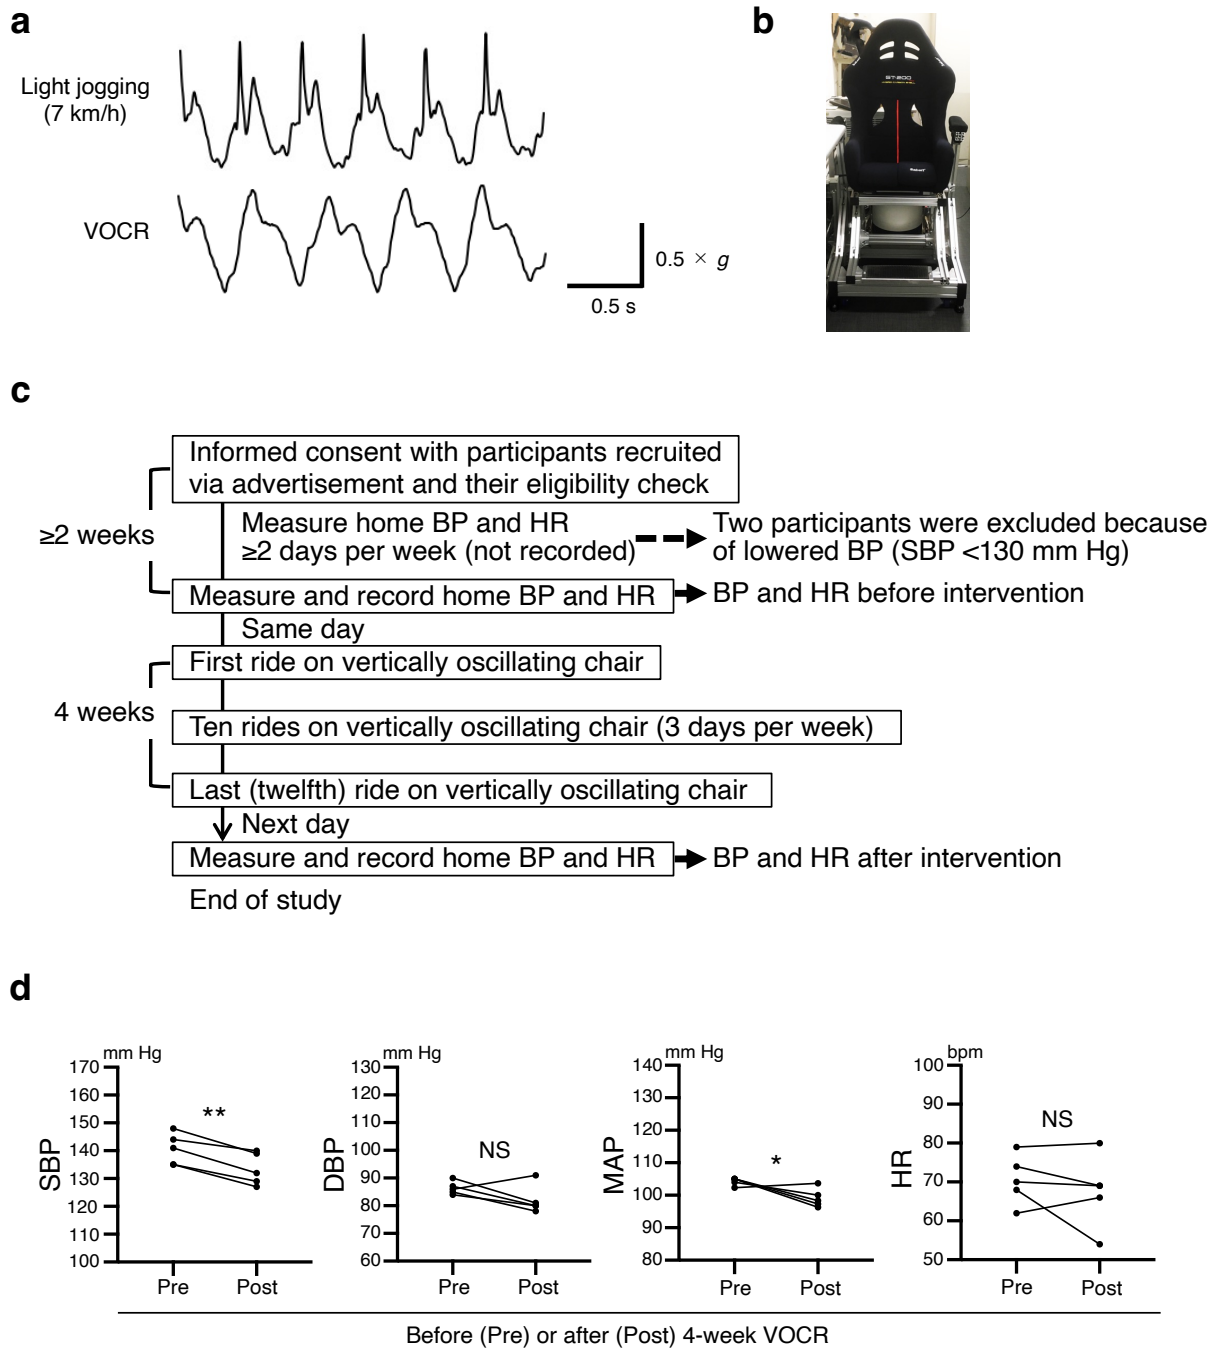 a
b
Light jogging
(7 km/h)
VOCR
0.5 × g
0.5 s
GT-200
c
Informed consent with participants recruited
via advertisement and their eligibility check
≥2 weeks
Measure home BP and HR
≥2 days per week (not recorded)
Two participants were excluded because
of lowered BP (SBP <130 mm Hg)
Measure and record home BP and HR
BP and HR before intervention
Same day
First ride on vertically oscillating chair
4 weeks
Ten rides on vertically oscillating chair (3 days per week)
Last (twelfth) ride on vertically oscillating chair
Next day
Measure and record home BP and HR
BP and HR after intervention
End of study
d
mm Hg
SBP
170
160
150
140
130
120
110
100
**
Pre
Post
mm Hg
DBP
130
120
110
100
90
80
70
60
NS
Pre
Post
mm Hg
MAP
140
130
120
110
100
90
80
*
Pre
Post
bpm
HR
100
90
80
70
60
50
NS
Pre
Post
Before (Pre) or after (Post) 4-week VOCR